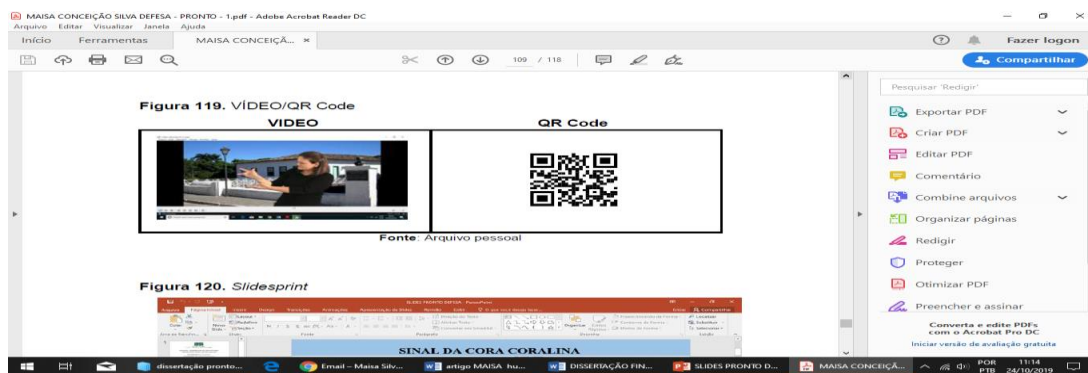 MAISA CONCEIÇÃO SILVA DEFESA - PRONTO - 1.pdf - Adobe Acrobat Reader DC
Arquivo Editar Visualizar Janela Ajuda
Início Ferramentas MAISA CONCEIÇÃ... × Fazer logon
109 / 118 Compartilhar
Figura 119. VÍDEO/QR Code
VIDEO QR Code
Fonte: Arquivo pessoal
Figura 120. Slidesprint
SINAL DA CORA CORALINA
Pesquisar 'Redigir'
Exportar PDF
Criar PDF
Editar PDF
Comentário
Combine arquivos
Organizar páginas
Redigir
Proteger
Otimizar PDF
Preencher e assinar
Converta e edite PDFs
com o Acrobat Pro DC
Iniciar versão de avaliação gratuita
dissertação pronto... Email – Maisa Silv... artigo MAISA hu... DISSERTAÇÃO FIN... SLIDES PRONTO D... MAISA CONCEIÇÃ... POR 11:14
PTB 24/10/2019